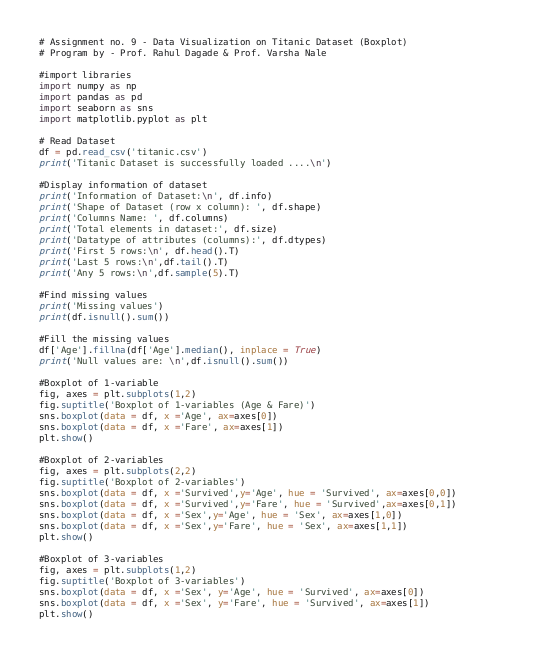 # Assignment no. 9 - Data Visualization on Titanic Dataset (Boxplot)
# Program by - Prof. Rahul Dagade & Prof. Varsha Nale
#import libraries
import numpy as np
import pandas as pd
import seaborn as sns
import matplotlib.pyplot as plt
# Read Dataset
df = pd.read_csv('titanic.csv')
print('Titanic Dataset is successfully loaded ....\n')
#Display information of dataset
print('Information of Dataset:\n', df.info)
print('Shape of Dataset (row x column): ', df.shape)
print('Columns Name: ', df.columns)
print('Total elements in dataset:', df.size)
print('Datatype of attributes (columns):', df.dtypes)
print('First 5 rows:\n', df.head().T)
print('Last 5 rows:\n',df.tail().T)
print('Any 5 rows:\n',df.sample(5).T)
#Find missing values
print('Missing values')
print(df.isnull().sum())
#Fill the missing values
df['Age'].fillna(df['Age'].median(), inplace = True)
print('Null values are: \n',df.isnull().sum())
#Boxplot of 1-variable
fig, axes = plt.subplots(1,2)
fig.suptitle('Boxplot of 1-variables (Age & Fare)')
sns.boxplot(data = df, x ='Age', ax=axes[0])
sns.boxplot(data = df, x ='Fare', ax=axes[1])
plt.show()
#Boxplot of 2-variables
fig, axes = plt.subplots(2,2)
fig.suptitle('Boxplot of 2-variables')
sns.boxplot(data = df, x ='Survived',y='Age', hue = 'Survived', ax=axes[0,0])
sns.boxplot(data = df, x ='Survived',y='Fare', hue = 'Survived',ax=axes[0,1])
sns.boxplot(data = df, x ='Sex',y='Age', hue = 'Sex', ax=axes[1,0])
sns.boxplot(data = df, x ='Sex',y='Fare', hue = 'Sex', ax=axes[1,1])
plt.show()
#Boxplot of 3-variables
fig, axes = plt.subplots(1,2)
fig.suptitle('Boxplot of 3-variables')
sns.boxplot(data = df, x ='Sex', y='Age', hue = 'Survived', ax=axes[0])
sns.boxplot(data = df, x ='Sex', y='Fare', hue = 'Survived', ax=axes[1])
plt.show()